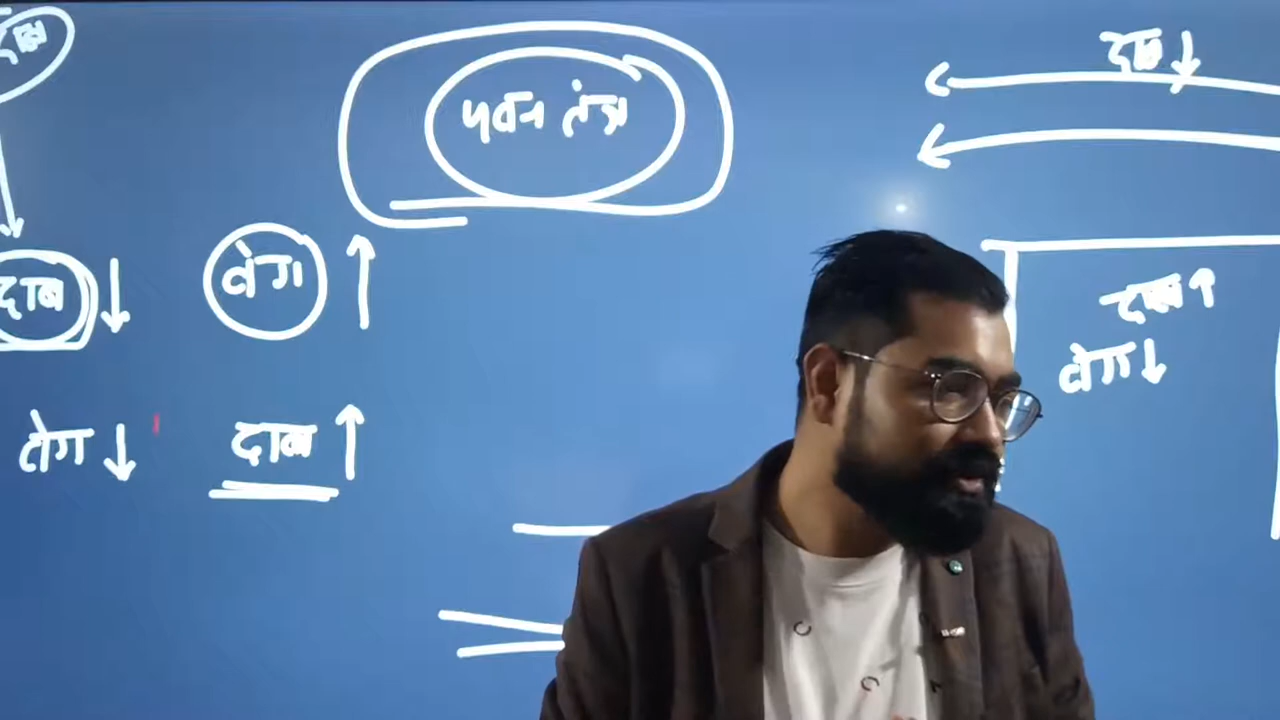 पवन तंत्र
दाब ↓
दाब ↓ वेग ↑
वेग ↓ दाब ↑
दाब ↑
वेग ↓